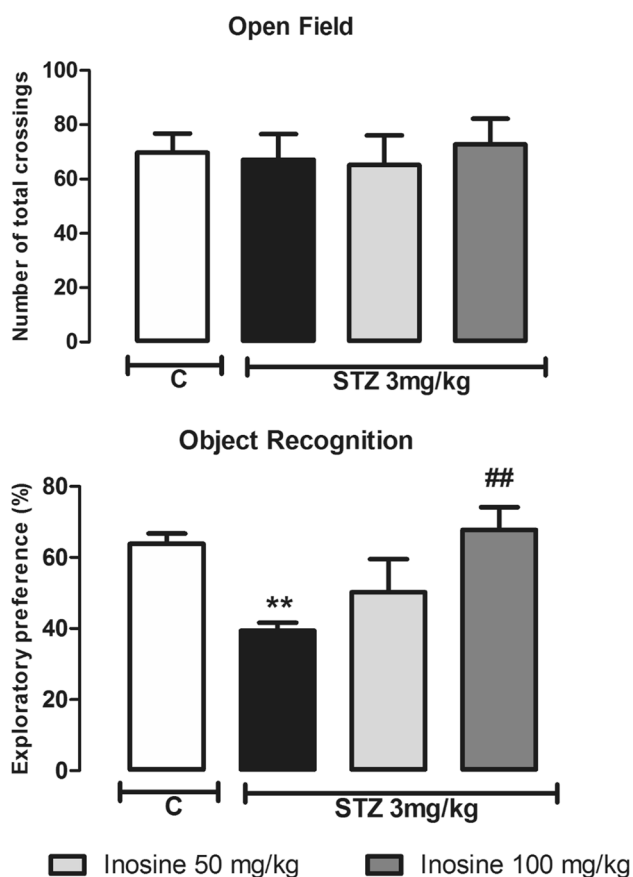 Open Field
Number of total crossings
100
80
60
40
20
0
C
STZ 3mg/kg
Object Recognition
Exploratory preference (%)
80
60
40
20
0
**
##
C
STZ 3mg/kg
Inosine 50 mg/kg
Inosine 100 mg/kg